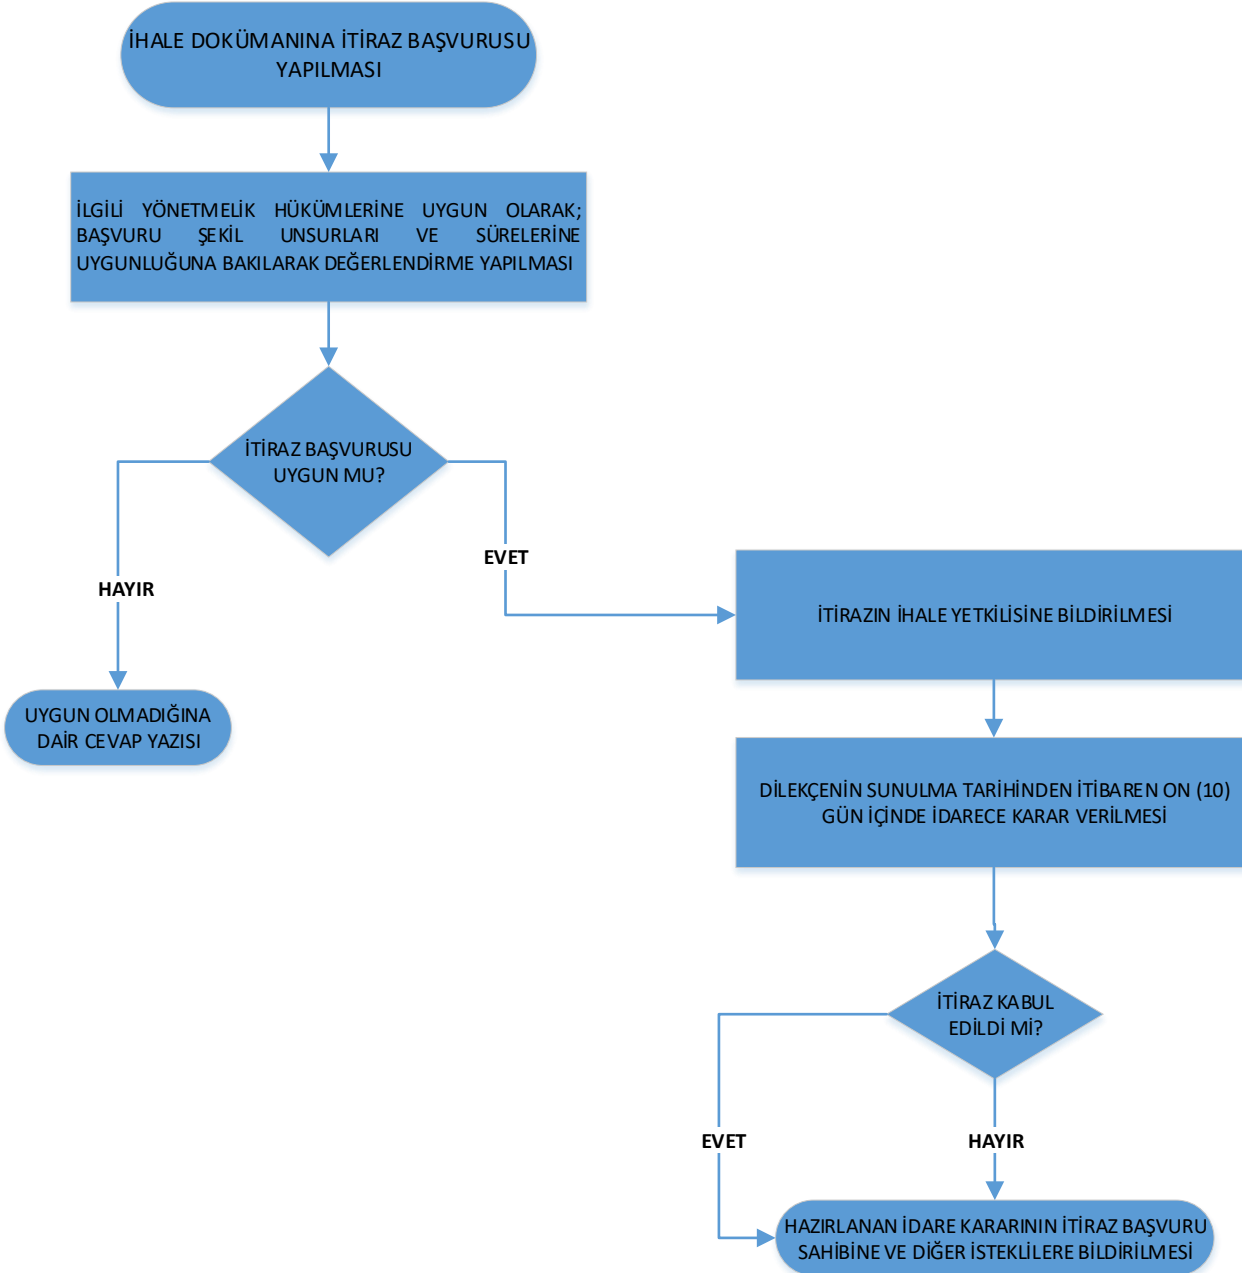 İHALE DOKÜMANINA İTİRAZ BAŞVURUSU
YAPILMASI
İLGİLİ YÖNETMELİK HÜKÜMLERİNE UYGUN OLARAK;
BAŞVURU ŞEKİL UNSURLARI VE SÜRELERİNE
UYGUNLUĞUNA BAKILARAK DEĞERLENDİRME YAPILMASI
İTİRAZ BAŞVURUSU
UYGUN MU?
EVET
HAYIR
İTİRAZIN İHALE YETKİLİSİNE BİLDİRİLMESİ
UYGUN OLMADIĞINA
DAİR CEVAP YAZISI
DİLEKÇENİN SUNULMA TARİHİNDEN İTİBAREN ON (10)
GÜN İÇİNDE İDARECE KARAR VERİLMESİ
İTİRAZ KABUL
EDİLDİ Mİ?
EVET
HAYIR
HAZIRLANAN İDARE KARARININ İTİRAZ BAŞVURU
SAHİBİNE VE DİĞER İSTEKLİLERE BİLDİRİLMESİ